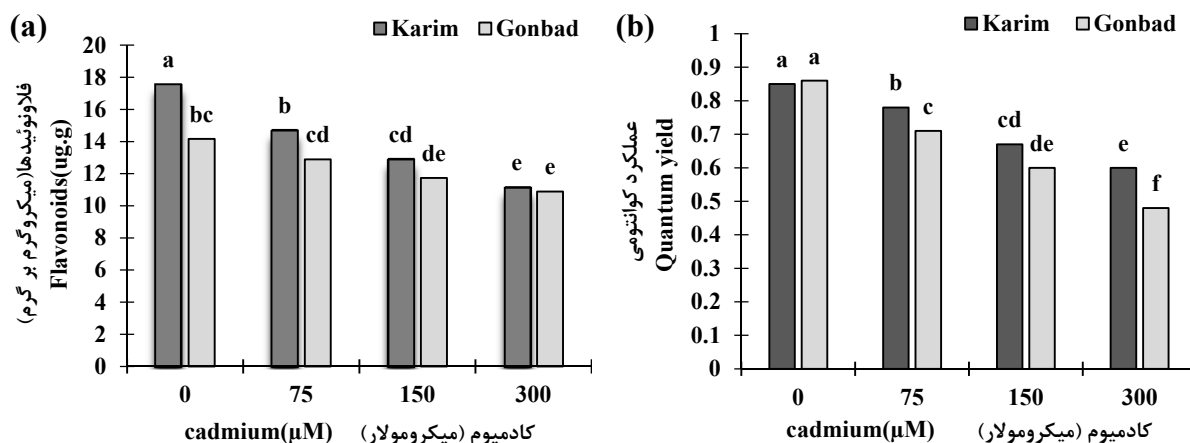 (a)
Karim Gonbad
فلاونوئیدها(میکروگرم بر گرم)
Flavonoids(ug.g)
20
18
16
14
12
10
8
6
4
2
0
a
bc
b
cd
cd
de
e
e
0 75 150 300
cadmium(µM) کادمیوم (میکرومولار)
(b)
Karim Gonbad
عملکرد کوانتومی
Quantum yield
1
0.9
0.8
0.7
0.6
0.5
0.4
0.3
0.2
0.1
0
a
a
b
c
cd
de
e
f
0 75 150 300
cadmium(µM) کادمیوم (میکرومولار)